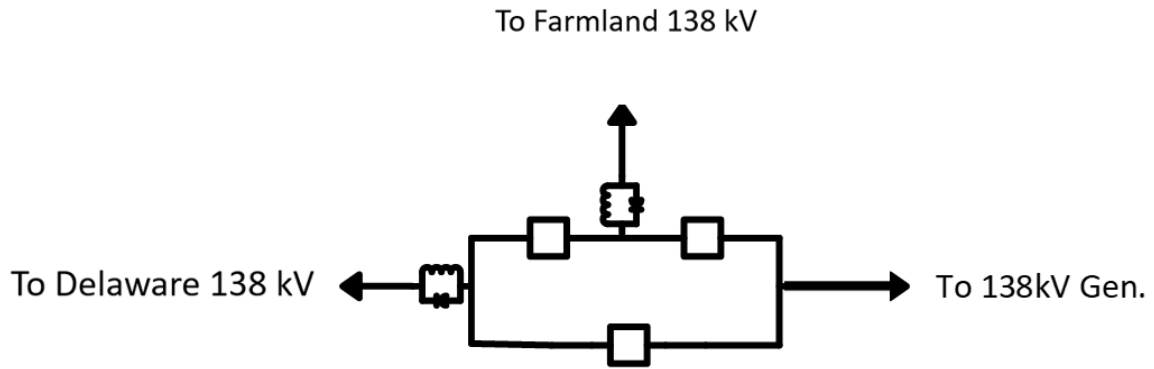 To Farmland 138 kV
To Delaware 138 kV
To 138kV Gen.